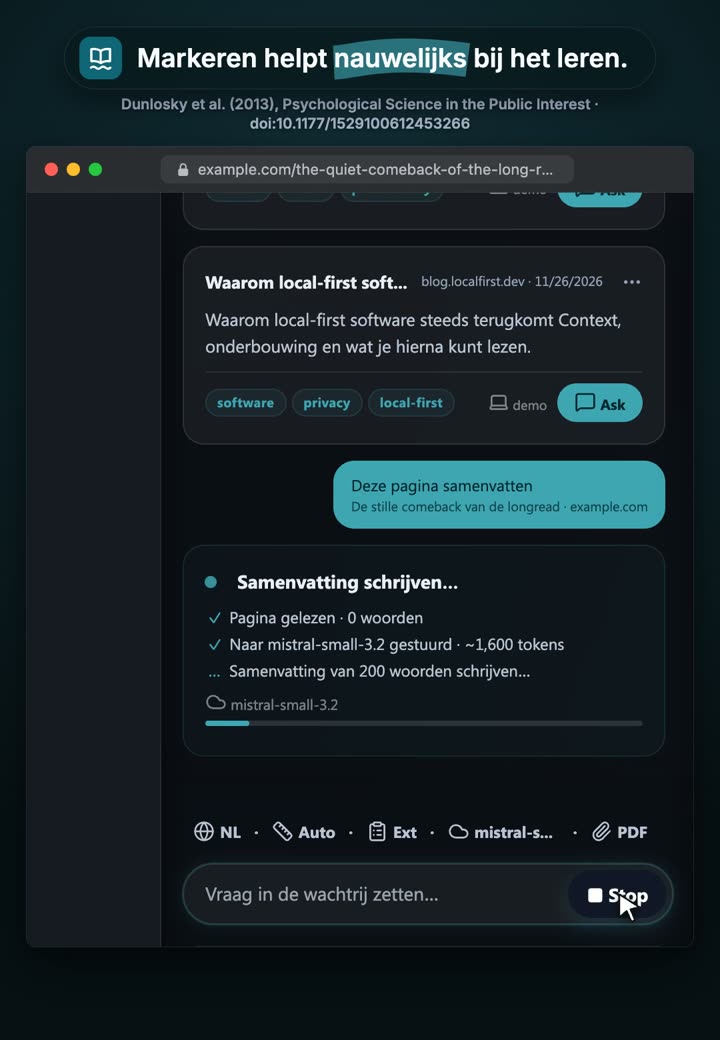 Markeren helpt nauwelijks bij het leren.
Dunlosky et al. (2013), Psychological Science in the Public Interest ·
doi:10.1177/1529100612453266
example.com/the-quiet-comeback-of-the-long-r...
demo Ask
Waarom local-first soft... blog.localfirst.dev · 11/26/2026 ···
Waarom local-first software steeds terugkomt Context,
onderbouwing en wat je hierna kunt lezen.
software privacy local-first demo Ask
Deze pagina samenvatten
De stille comeback van de longread · example.com
Samenvatting schrijven...
✓ Pagina gelezen · 0 woorden
✓ Naar mistral-small-3.2 gestuurd · ~1,600 tokens
... Samenvatting van 200 woorden schrijven...
mistral-small-3.2
NL · Auto · Ext · mistral-s... · PDF
Vraag in de wachtrij zetten... Stop